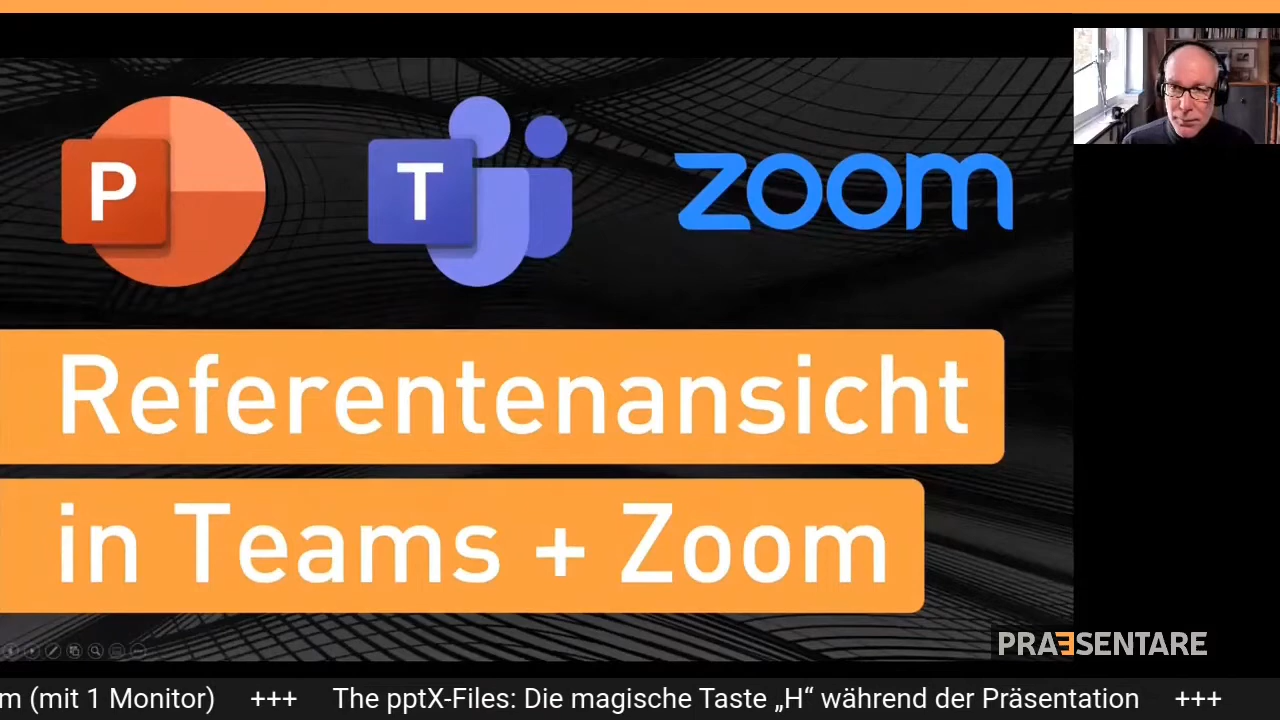 P
T
zoom
Referentenansicht
in Teams + Zoom
PRAESENTARE
m (mit 1 Monitor) +++ The pptX-Files: Die magische Taste „H“ während der Präsentation +++